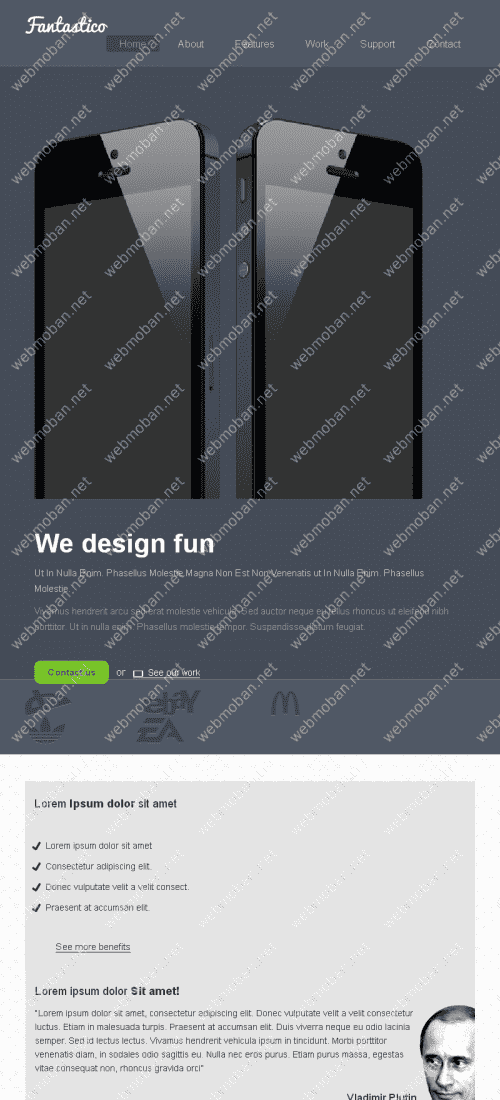 Fantastico
Home About Features Work Support Contact
We design fun
Ut In Nulla Enim. Phasellus Molestie Magna Non Est Non Venenatis ut In Nulla Enim. Phasellus
Molestie
Vivamus hendrerit arcu sed erat molestie vehicula. Sed auctor neque eu tellus rhoncus ut eleifend nibh
porttitor. Ut in nulla enim. Phasellus molestie tempor. Suspendisse dictum feugiat.
Contact us or See our work
ebay
EA
Lorem Ipsum dolor sit amet
Lorem ipsum dolor sit amet
Consectetur adipiscing elit.
Donec vulputate velit a velit consect.
Praesent at accumsan elit.
See more benefits
Lorem ipsum dolor Sit amet!
"Lorem ipsum dolor sit amet, consectetur adipiscing elit. Donec vulputate velit a velit consectetur
luctus. Etiam in malesuada turpis. Praesent at accumsan elit. Duis viverra neque eu odio lacinia
semper. Sed id lectus lectus. Vivamus hendrerit vehicula ipsum in tincidunt. Morbi porttitor
venenatis diam, in sodales odio sagittis eu. Nulla nec eros purus. Etiam purus massa, egestas
vitae consequat non, rhoncus gravida orci"
Vladimir Plutin
webmoban.net